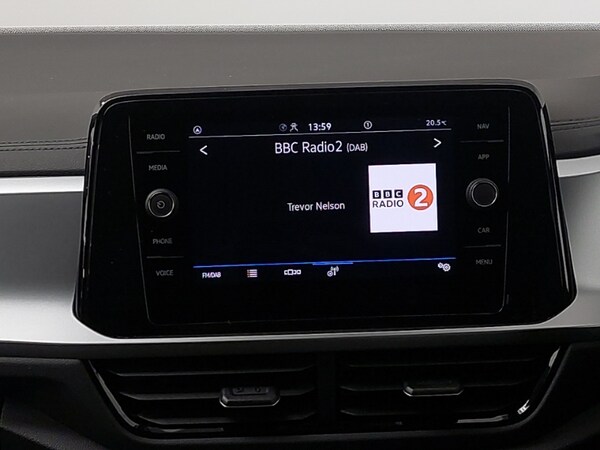 RADIO
MEDIA
PHONE
VOICE
13:59
20.5°C
BBC Radio2 (DAB)
Trevor Nelson
BBC
RADIO 2
FM/DAB
NAV
APP
CAR
MENU